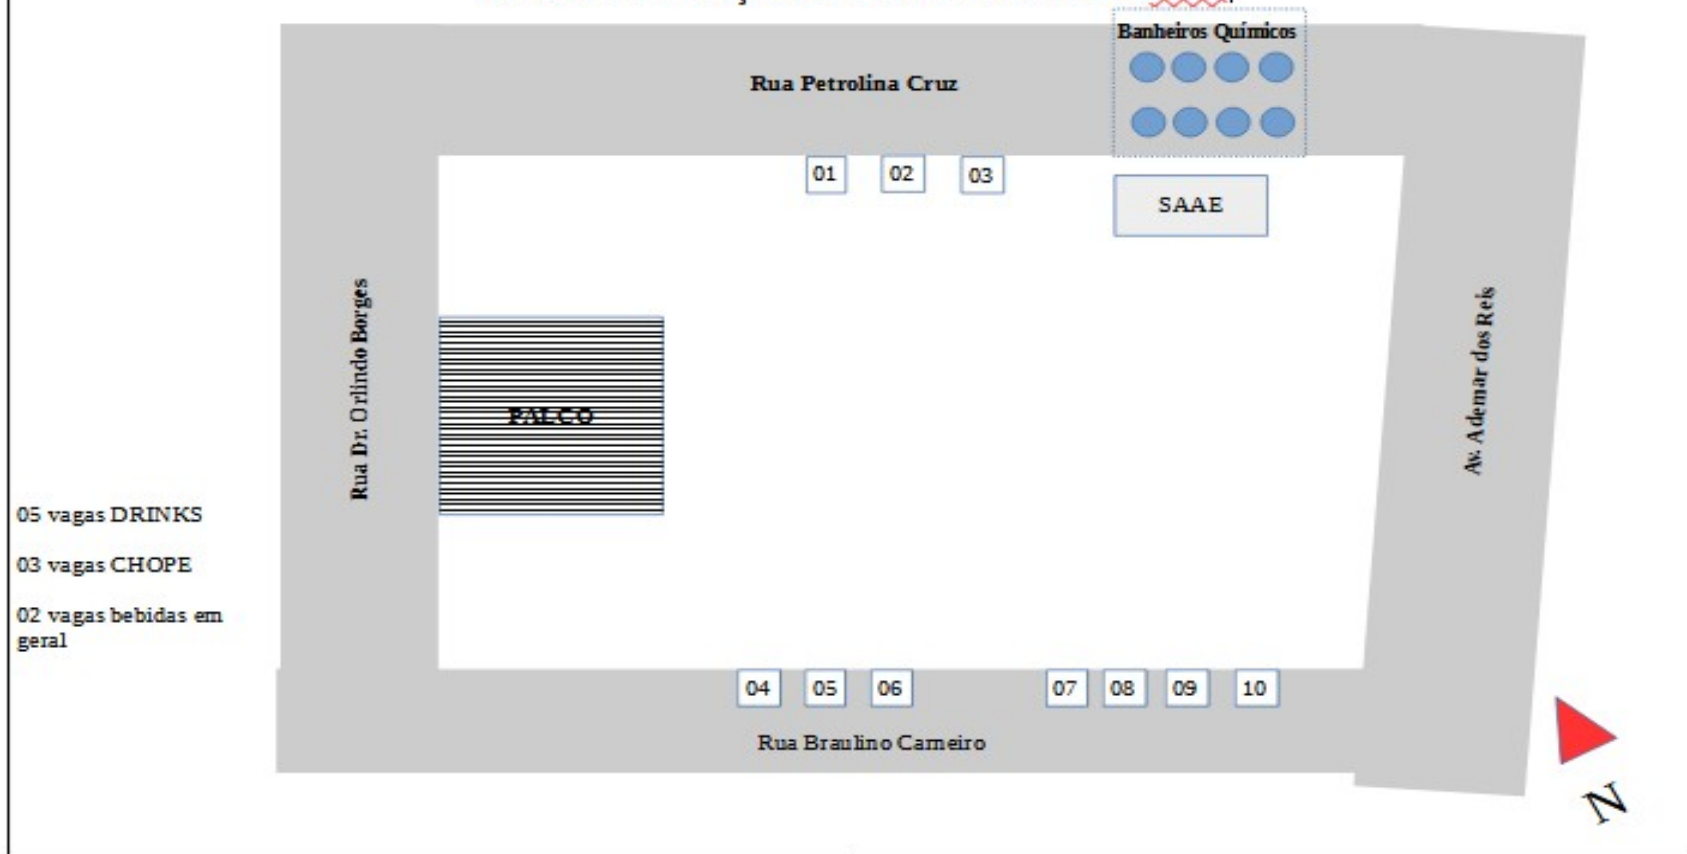 Banheiros Químicos
Rua Petrolina Cruz
01
02
03
SAAE
Rua Dr. Orlindo Borges
PALCO
Av. Ademar dos Reis
05 vagas DRINKS
03 vagas CHOPE
02 vagas bebidas em
geral
04
05
06
07
08
09
10
Rua Braulino Carneiro
N